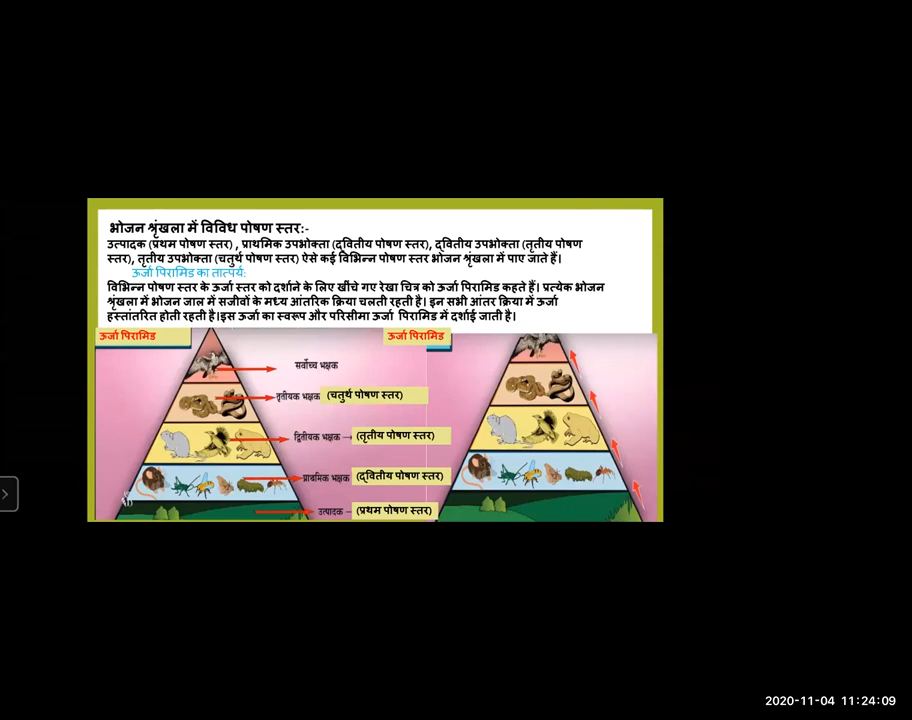 भोजन श्रृंखला में विविध पोषण स्तर:-
उत्पादक (प्रथम पोषण स्तर) , प्राथमिक उपभोक्ता (द्वितीय पोषण स्तर), द्वितीय उपभोक्ता (तृतीय पोषण
स्तर), तृतीय उपभोक्ता (चतुर्थ पोषण स्तर) ऐसे कई विभिन्न पोषण स्तर भोजन श्रृंखला में पाए जाते हैं।
ऊर्जा पिरामिड का तात्पर्य:
विभिन्न पोषण स्तर के ऊर्जा स्तर को दर्शाने के लिए खींचे गए रेखा चित्र को ऊर्जा पिरामिड कहते हैं। प्रत्येक भोजन
श्रृंखला में भोजन जाल में सजीवों के मध्य आंतरिक क्रिया चलती रहती है। इन सभी आंतर क्रिया में ऊर्जा
हस्तांतरित होती रहती है।इस ऊर्जा का स्वरूप और परिसीमा ऊर्जा पिरामिड में दर्शाई जाती है।
ऊर्जा पिरामिड
ऊर्जा पिरामिड
सर्वोच्च भक्षक
तृतीयक भक्षक (चतुर्थ पोषण स्तर)
द्वितीयक भक्षक (तृतीय पोषण स्तर)
प्राथमिक भक्षक (द्वितीय पोषण स्तर)
उत्पादक (प्रथम पोषण स्तर)
2020-11-04 11:24:09